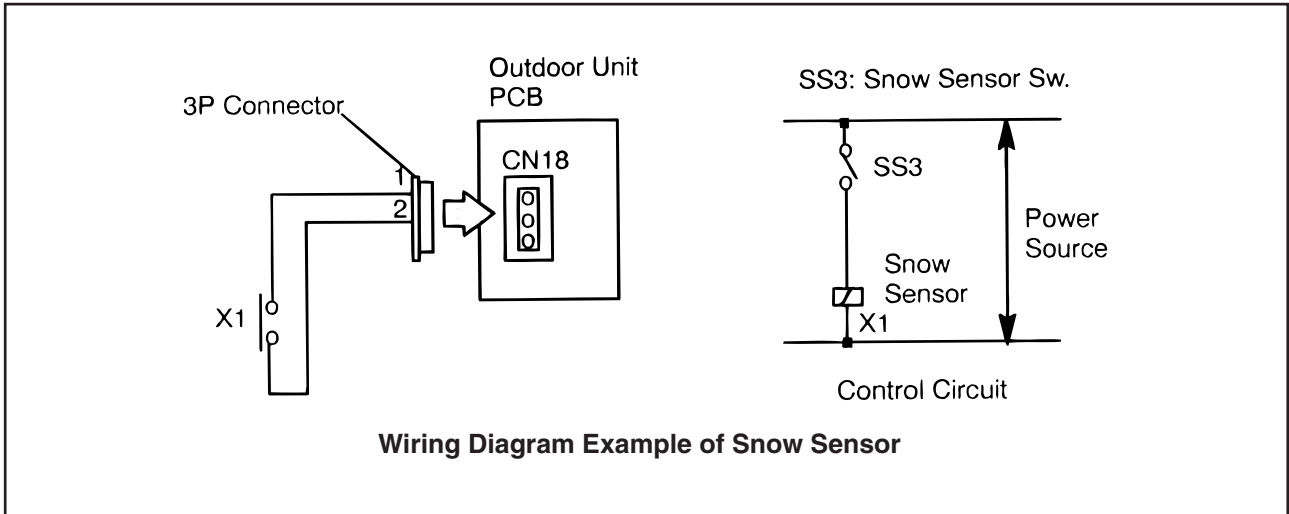 3P Connector
1
2
X1
Outdoor Unit
PCB
CN18
SS3: Snow Sensor Sw.
SS3
Snow
Sensor
X1
Power
Source
Control Circuit
Wiring Diagram Example of Snow Sensor